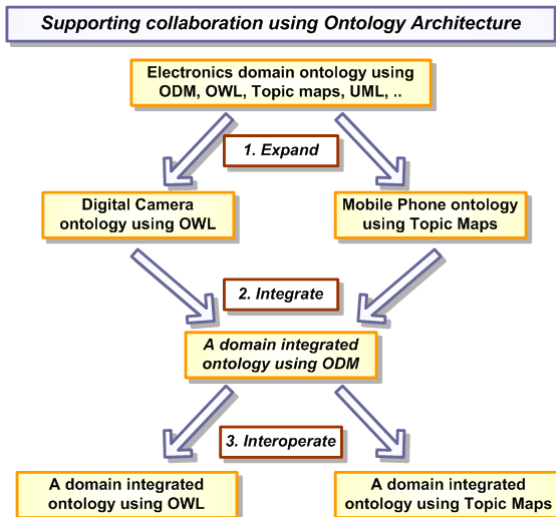 Supporting collaboration using Ontology Architecture
Electronics domain ontology using
ODM, OWL, Topic maps, UML, ..
1. Expand
Digital Camera
ontology using OWL
Mobile Phone ontology
using Topic Maps
2. Integrate
A domain integrated
ontology using ODM
3. Interoperate
A domain integrated
ontology using OWL
A domain integrated
ontology using Topic Maps